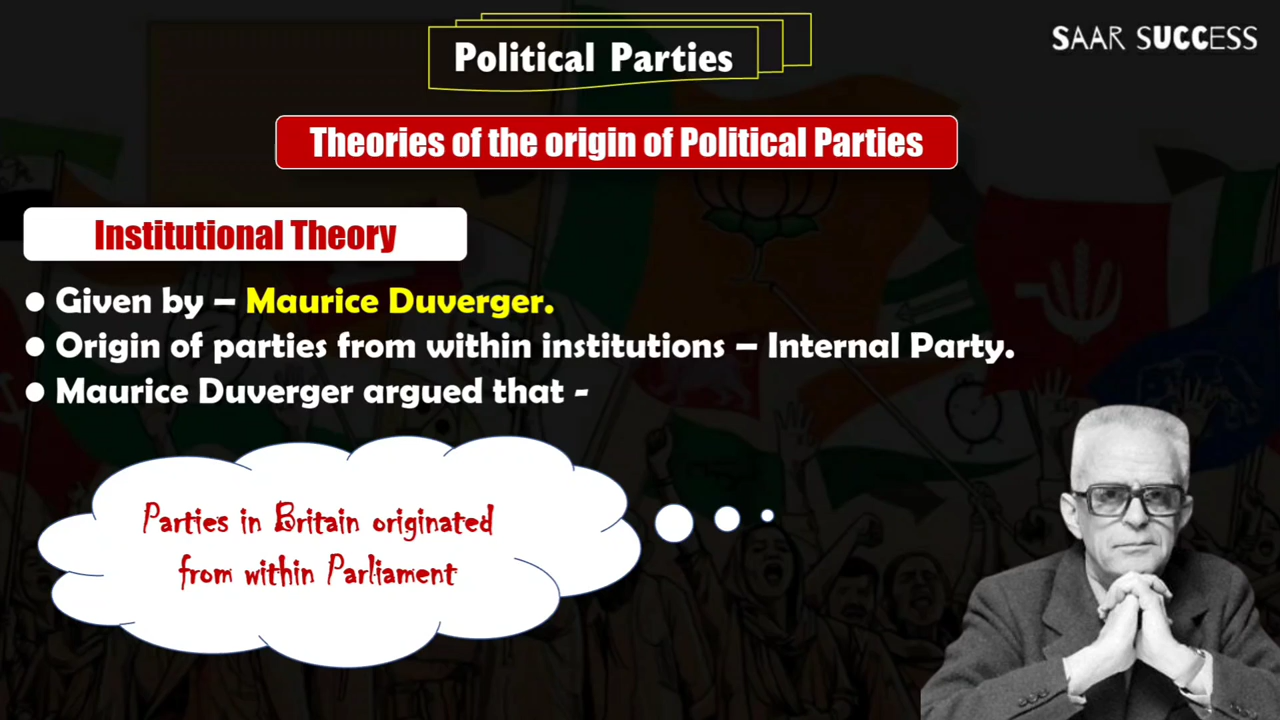 Political Parties
SAAR SUCCESS
Theories of the origin of Political Parties
Institutional Theory
● Given by – Maurice Duverger.
● Origin of parties from within institutions – Internal Party.
● Maurice Duverger argued that -
Parties in Britain originated
from within Parliament